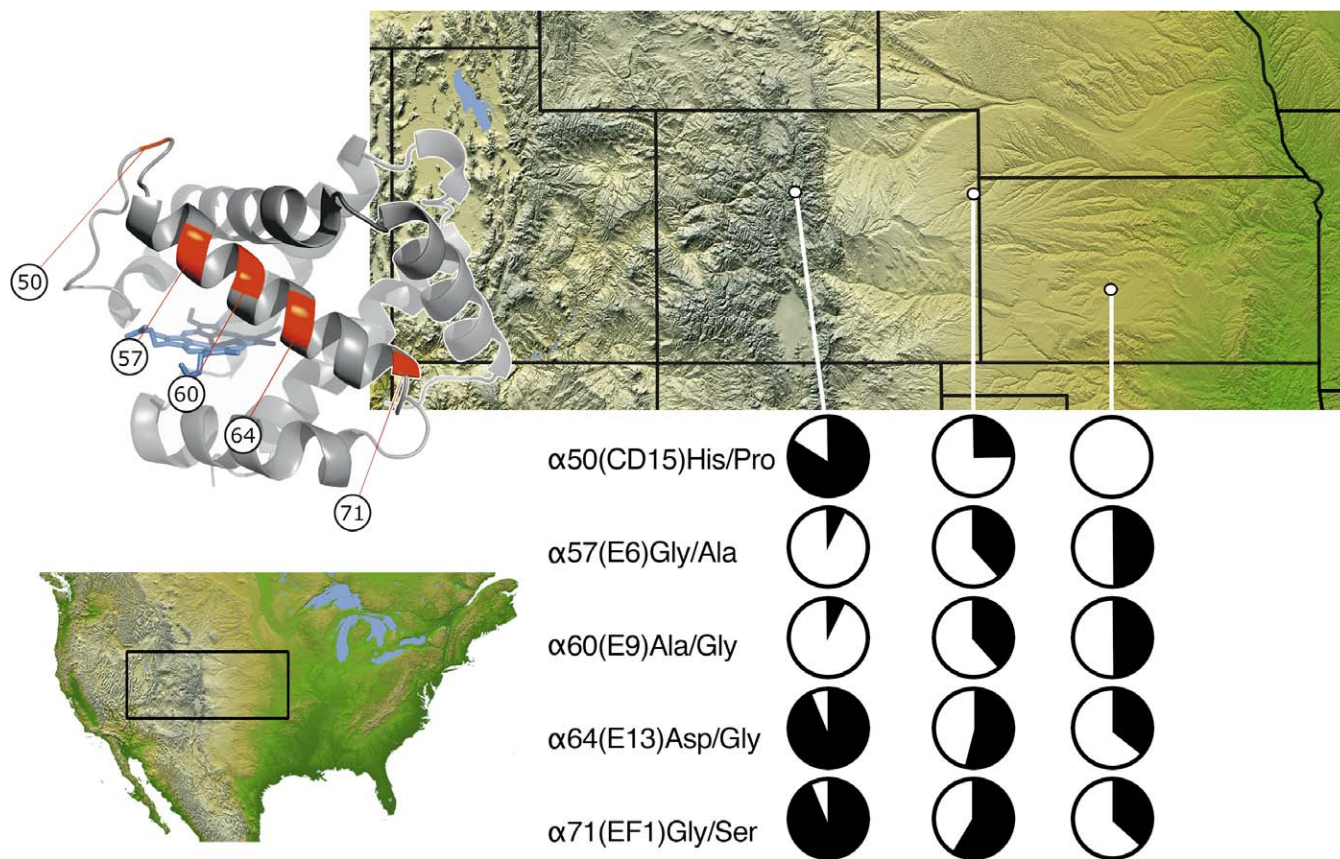 50
57
60
64
71
α50(CD15)His/Pro
α57(E6)Gly/Ala
α60(E9)Ala/Gly
α64(E13)Asp/Gly
α71(EF1)Gly/Ser